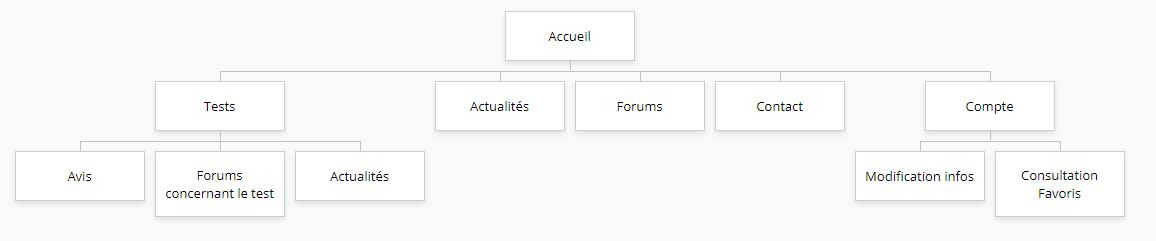 Accueil
Tests
Actualités
Forums
Contact
Compte
Avis
Forums
concernant le test
Actualités
Modification infos
Consultation
Favoris